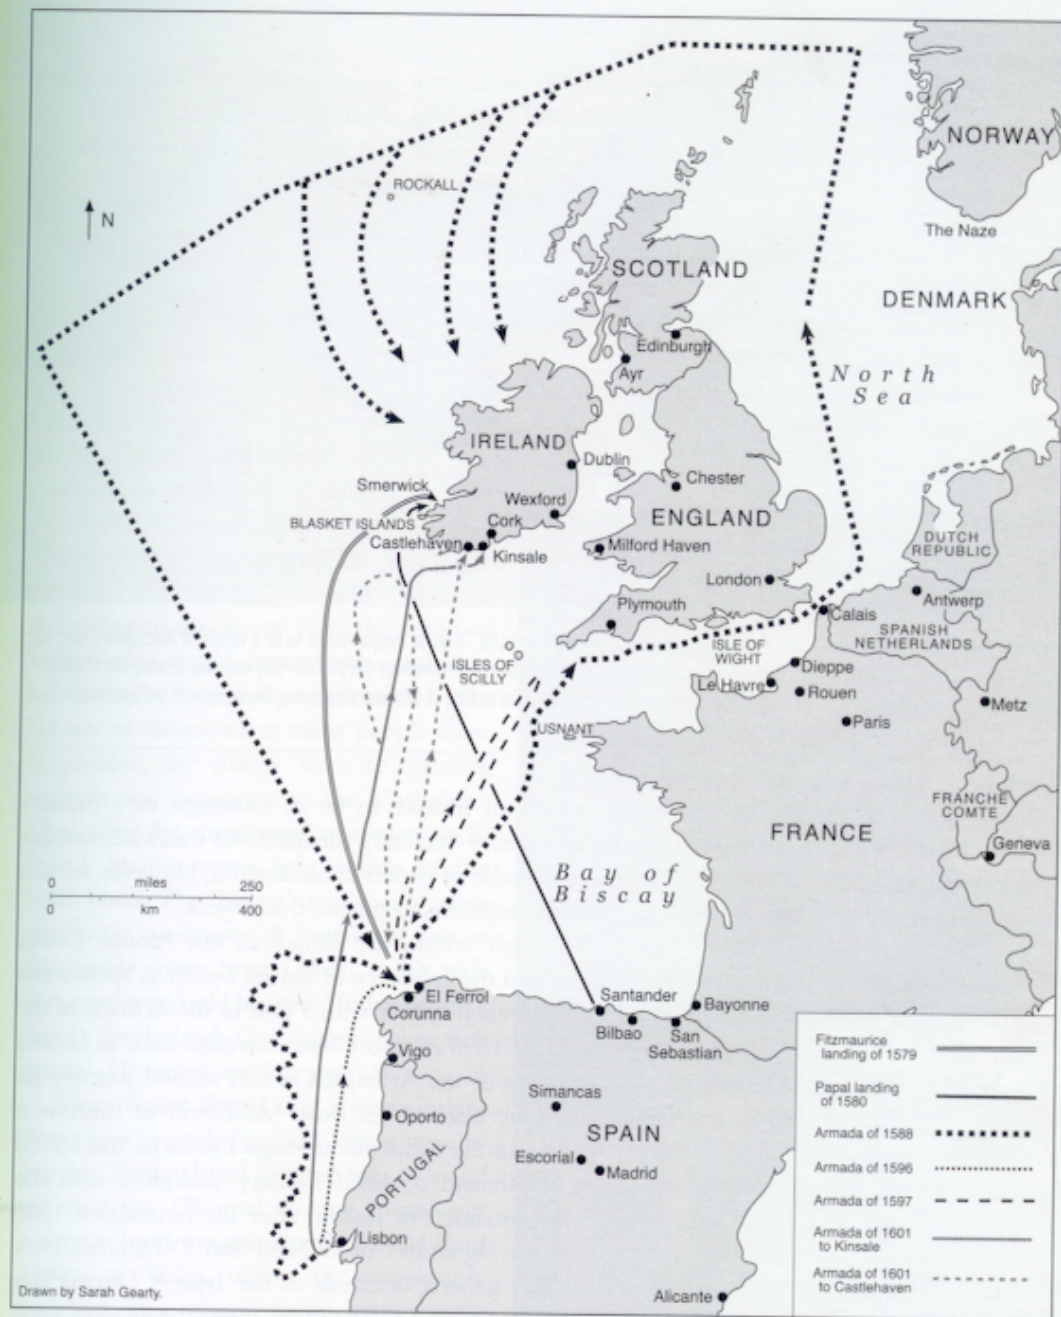 NORWAY
The Naze
ROCKALL
N
SCOTLAND
DENMARK
Edinburgh
Ayr
North
Sea
IRELAND
Dublin
Smerwick
Chester
Wexford
BLASKET ISLANDS
Cork
ENGLAND
Castlehaven
Kinsale
Milford Haven
DUTCH
REPUBLIC
London
Plymouth
Calais
Antwerp
SPANISH
NETHERLANDS
ISLE OF
WIGHT
ISLES OF
SCILLY
Dieppe
Le Havre
Rouen
Metz
USNANT
Paris
FRANCHE
COMTE
FRANCE
Geneva
0 miles 250
0 km 400
Bay of
Biscay
El Ferrol
Corunna
Santander
Bayonne
Bilbao
San
Sebastian
Vigo
Simancas
Oporto
SPAIN
Escorial
Madrid
PORTUGAL
Lisbon
Alicante
Fitzmaurice
landing of 1579
Papal landing
of 1580
Armada of 1588
Armada of 1596
Armada of 1597
Armada of 1601
to Kinsale
Armada of 1601
to Castlehaven
Drawn by Sarah Gearty.